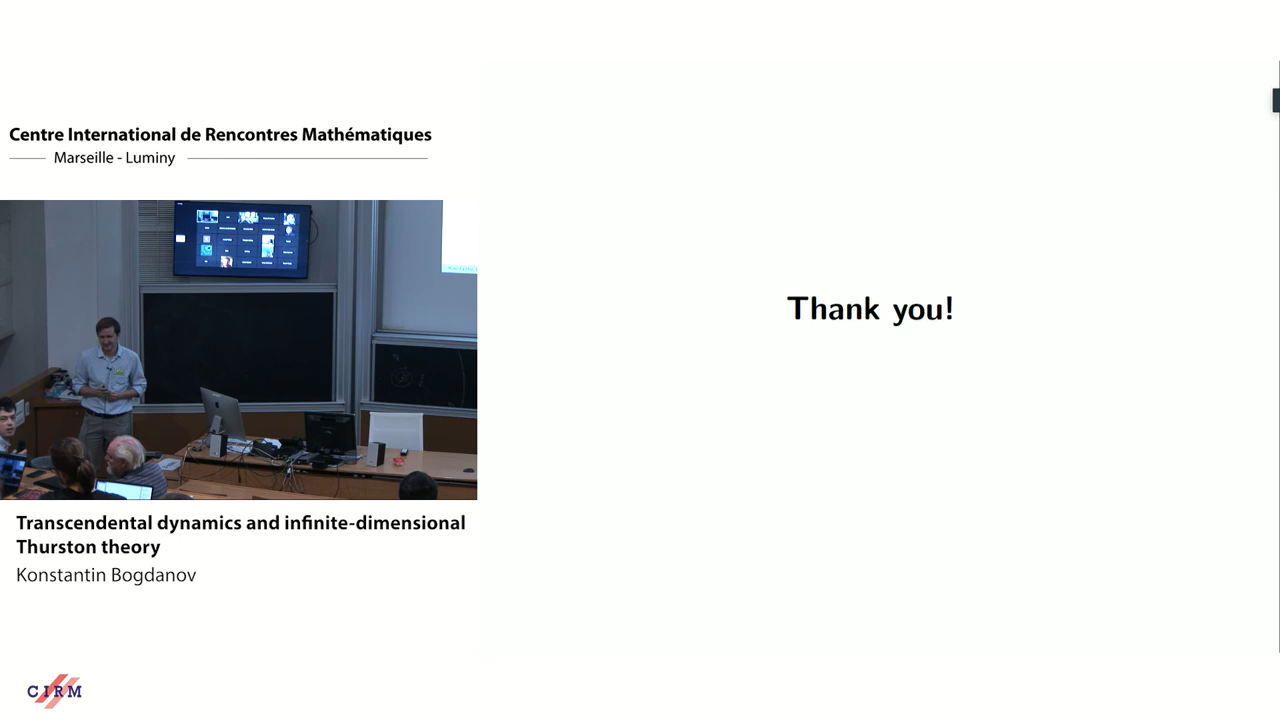 Centre International de Rencontres Mathématiques
Marseille - Luminy
Thank you!
Transcendental dynamics and infinite-dimensional
Thurston theory
Konstantin Bogdanov
CIRM